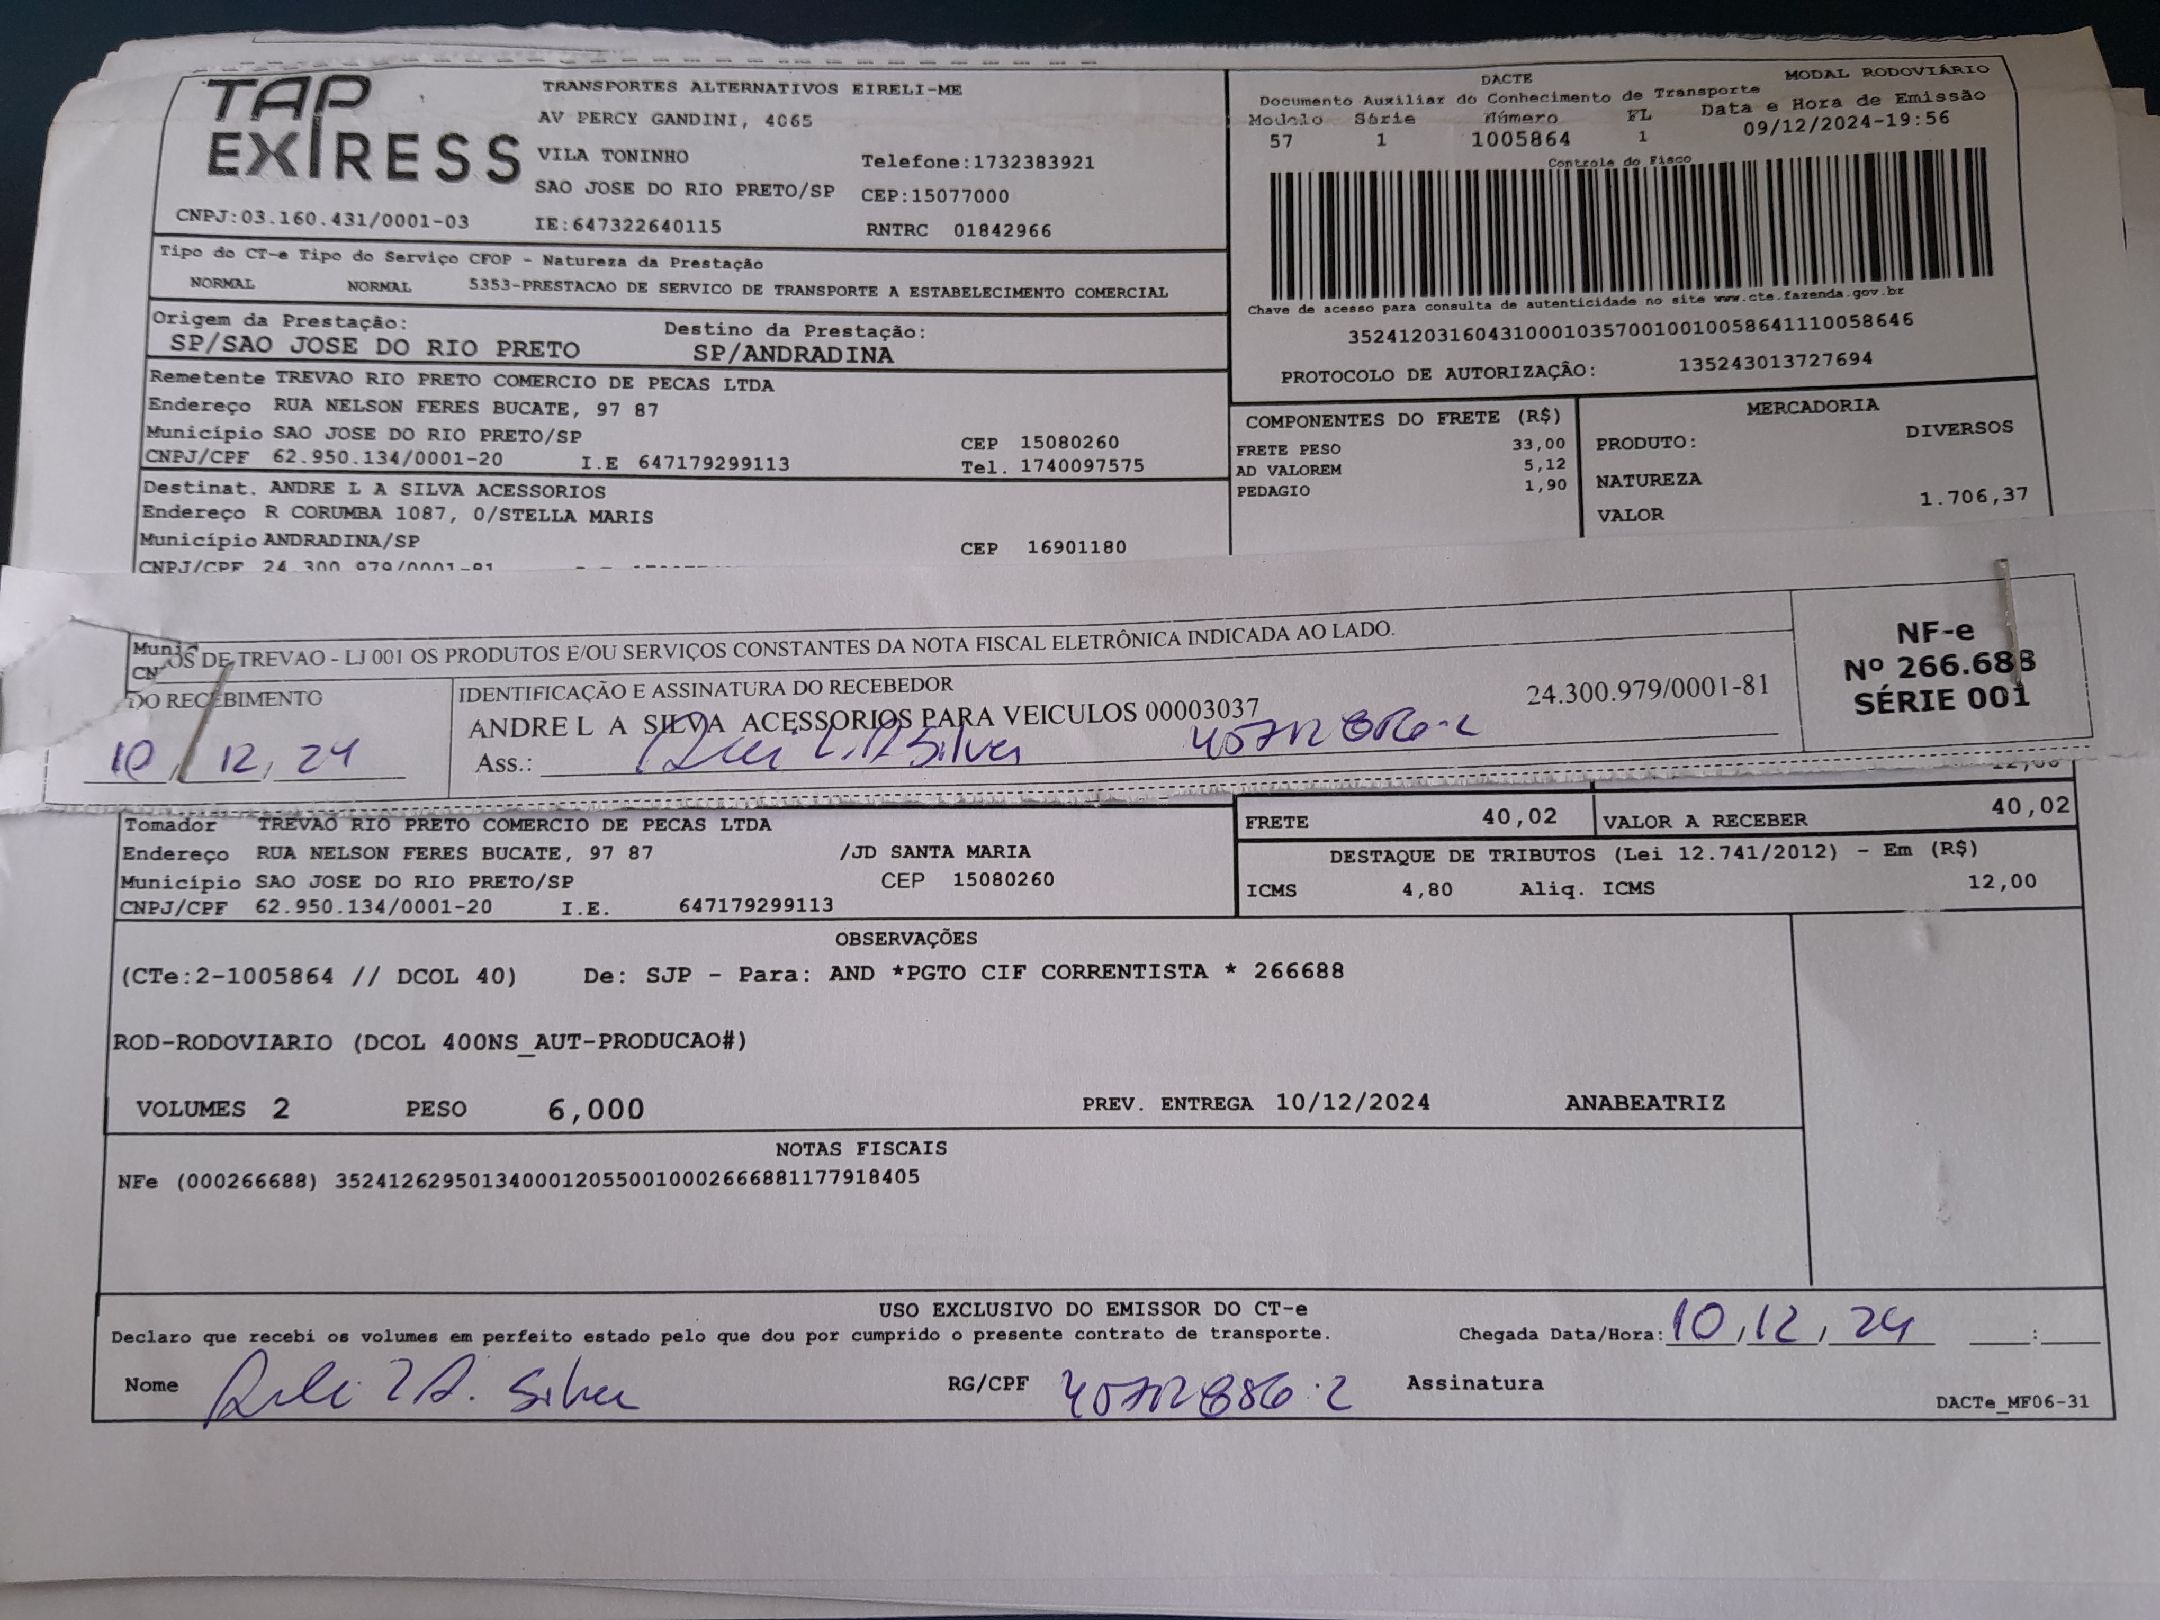 TAP
EXPRESS
TRANSPORTES ALTERNATIVOS EIRELI-ME
AV PERCY GANDINI, 4065
VILA TONINHO
Telefone:1732383921
SAO JOSE DO RIO PRETO/SP CEP:15077000
CNPJ:03.160.431/0001-03 IE:647322640115 RNTRC 01842966
DACTE MODAL RODOVIÁRIO
Documento Auxiliar do Conhecimento de Transporte
Modelo Série Número FL Data e Hora de Emissão
57 1 1005864 1 09/12/2024-19:56
Controle do Fisco
Chave de acesso para consulta de autenticidade no site www.cte.fazenda.gov.br
35241203160431000103570010010058641110058646
PROTOCOLO DE AUTORIZAÇÃO: 135243013727694
Tipo do CT-e Tipo do Serviço CFOP - Natureza da Prestação
NORMAL NORMAL 5353-PRESTACAO DE SERVICO DE TRANSPORTE A ESTABELECIMENTO COMERCIAL
Origem da Prestação: Destino da Prestação:
SP/SAO JOSE DO RIO PRETO SP/ANDRADINA
Remetente TREVAO RIO PRETO COMERCIO DE PECAS LTDA
Endereço RUA NELSON FERES BUCATE, 97 87
Município SAO JOSE DO RIO PRETO/SP CEP 15080260
CNPJ/CPF 62.950.134/0001-20 I.E 647179299113 Tel. 1740097575
Destinat. ANDRE L A SILVA ACESSORIOS
Endereço R CORUMBA 1087, 0/STELLA MARIS
Município ANDRADINA/SP CEP 16901180
CNPJ/CPF 24.300.979/0001-81
COMPONENTES DO FRETE (R$)
FRETE PESO 33,00
AD VALOREM 5,12
PEDAGIO 1,90
MERCADORIA
PRODUTO: DIVERSOS
NATUREZA
VALOR 1.706,37
OS DE TREVAO - LJ 001 OS PRODUTOS E/OU SERVIÇOS CONSTANTES DA NOTA FISCAL ELETRÔNICA INDICADA AO LADO.
DO RECEBIMENTO
10/12/24
IDENTIFICAÇÃO E ASSINATURA DO RECEBEDOR
ANDRE L A SILVA ACESSORIOS PARA VEICULOS 00003037 24.300.979/0001-81
Ass.: Silva
NF-e
Nº 266.688
SÉRIE 001
12,00
Tomador TREVAO RIO PRETO COMERCIO DE PECAS LTDA
Endereço RUA NELSON FERES BUCATE, 97 87 /JD SANTA MARIA
Município SAO JOSE DO RIO PRETO/SP CEP 15080260
CNPJ/CPF 62.950.134/0001-20 I.E. 647179299113
FRETE 40,02 VALOR A RECEBER 40,02
DESTAQUE DE TRIBUTOS (Lei 12.741/2012) - Em (R$)
ICMS 4,80 Aliq. ICMS 12,00
OBSERVAÇÕES
(CTe:2-1005864 // DCOL 40) De: SJP - Para: AND *PGTO CIF CORRENTISTA * 266688
ROD-RODOVIARIO (DCOL 400NS_AUT-PRODUCAO#)
VOLUMES 2 PESO 6,000 PREV. ENTREGA 10/12/2024 ANABEATRIZ
NOTAS FISCAIS
NFe (000266688) 35241262950134000120550010002666881177918405
USO EXCLUSIVO DO EMISSOR DO CT-e
Declaro que recebi os volumes em perfeito estado pelo que dou por cumprido o presente contrato de transporte. Chegada Data/Hora: 10/12/24 :
Nome Silva RG/CPF Assinatura
DACTe_MF06-31